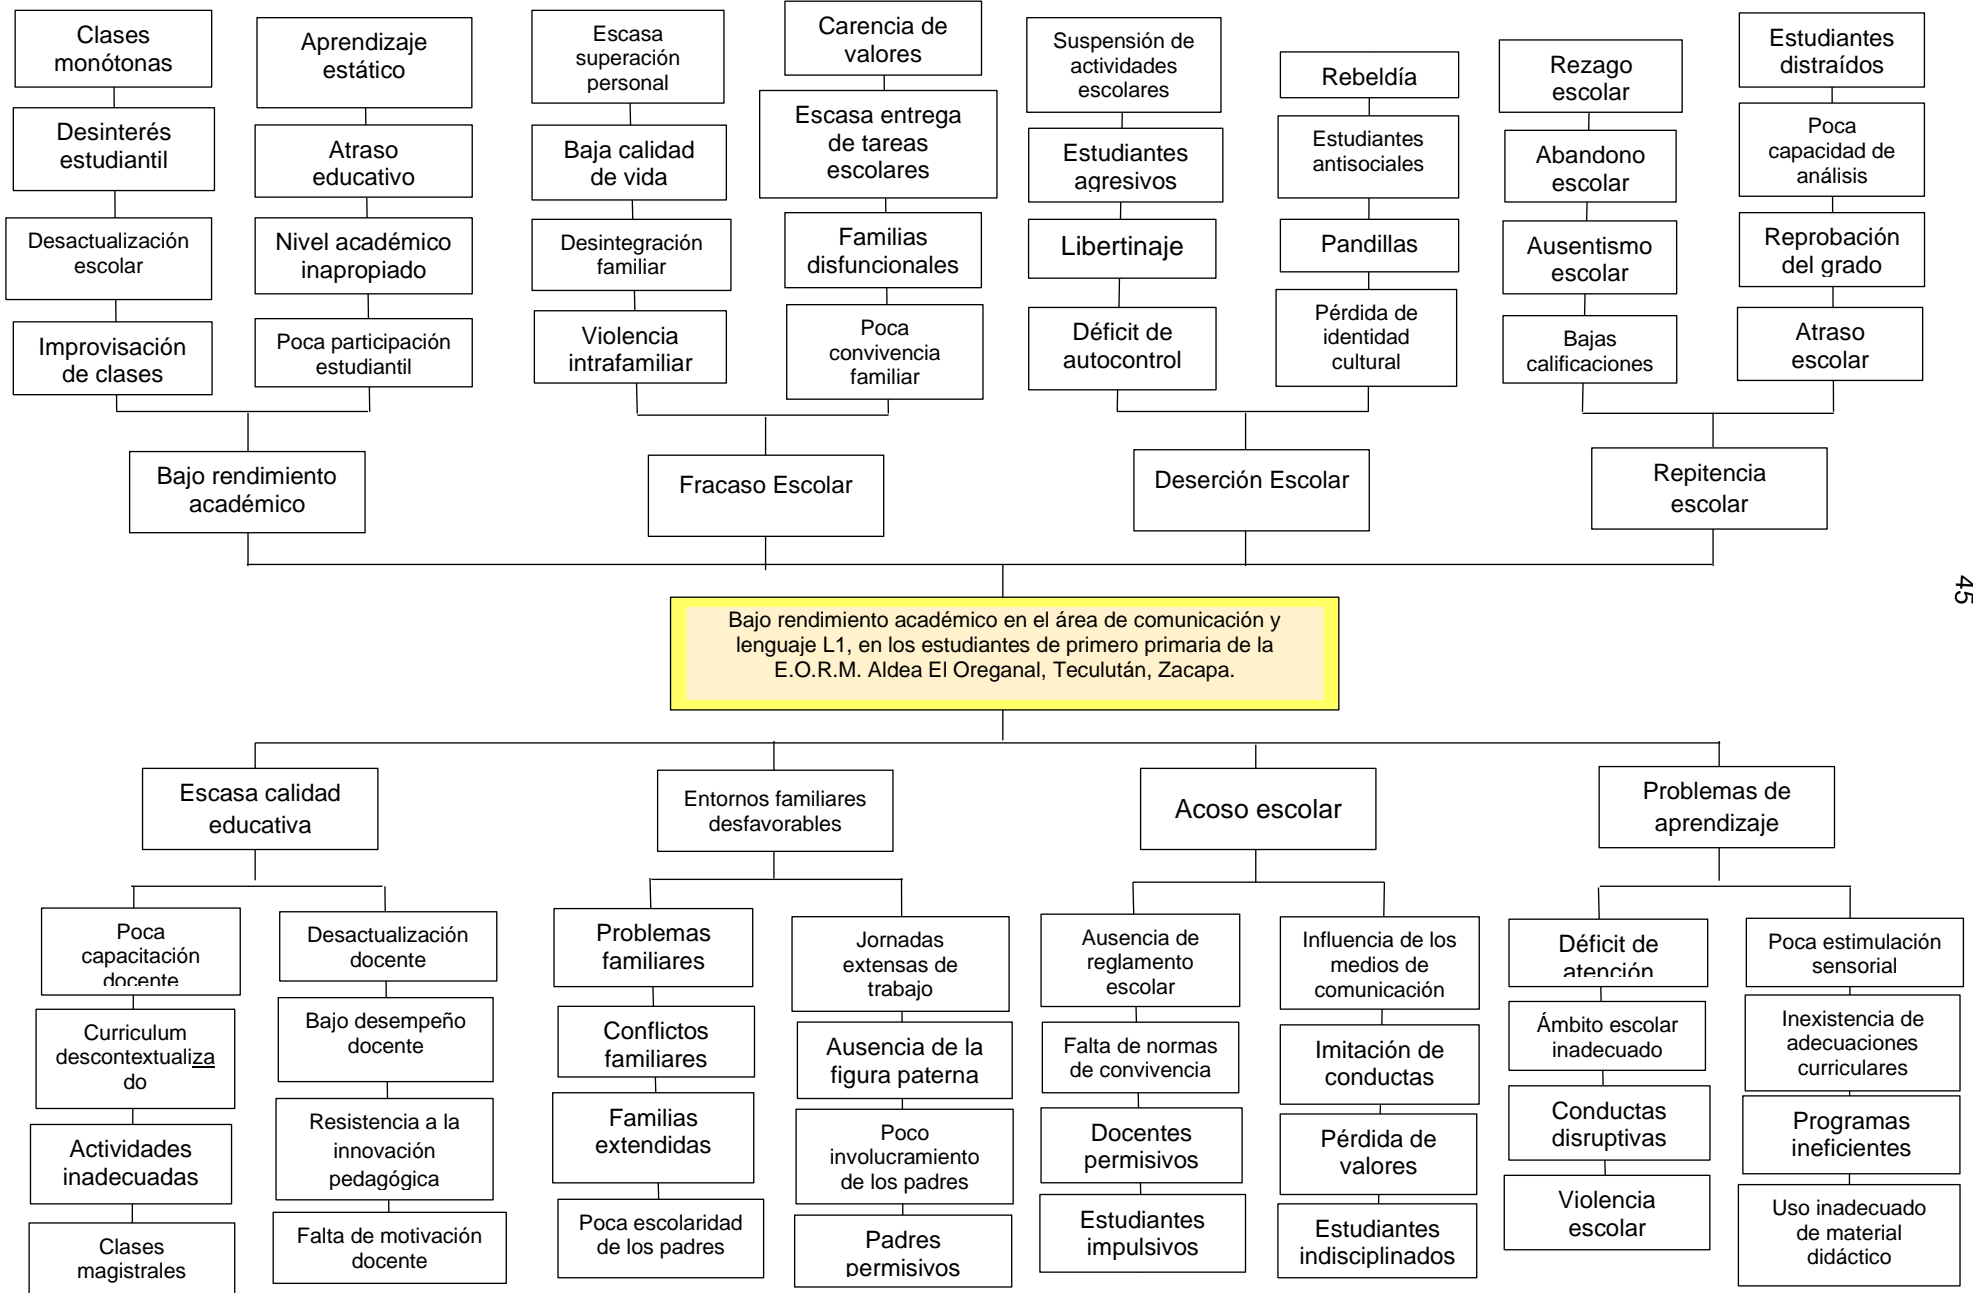 Clases
monótonas
Desinterés
estudiantil
Desactualización
escolar
Improvisación
de clases
Aprendizaje
estático
Atraso
educativo
Nivel académico
inapropiado
Poca participación
estudiantil
Bajo rendimiento
académico
Escasa
superación
personal
Baja calidad
de vida
Desintegración
familiar
Violencia
intrafamiliar
Carencia de
valores
Escasa entrega
de tareas
escolares
Familias
disfuncionales
Poca
convivencia
familiar
Fracaso Escolar
Suspensión de
actividades
escolares
Estudiantes
agresivos
Libertinaje
Déficit de
autocontrol
Rebeldía
Estudiantes
antisociales
Pandillas
Pérdida de
identidad
cultural
Deserción Escolar
Rezago
escolar
Abandono
escolar
Ausentismo
escolar
Bajas
calificaciones
Estudiantes
distraídos
Poca
capacidad de
análisis
Reprobación
del grado
Atraso
escolar
Repitencia
escolar
45
Bajo rendimiento académico en el área de comunicación y
lenguaje L1, en los estudiantes de primero primaria de la
E.O.R.M. Aldea El Oreganal, Teculután, Zacapa.
Escasa calidad
educativa
Poca
capacitación
docente
Curriculum
descontextualiza
do
Actividades
inadecuadas
Clases
magistrales
Desactualización
docente
Bajo desempeño
docente
Resistencia a la
innovación
pedagógica
Falta de motivación
docente
Entornos familiares
desfavorables
Problemas
familiares
Conflictos
familiares
Familias
extendidas
Poca escolaridad
de los padres
Jornadas
extensas de
trabajo
Ausencia de la
figura paterna
Poco
involucramiento
de los padres
Padres
permisivos
Acoso escolar
Ausencia de
reglamento
escolar
Falta de normas
de convivencia
Docentes
permisivos
Estudiantes
impulsivos
Influencia de los
medios de
comunicación
Imitación de
conductas
Pérdida de
valores
Estudiantes
indisciplinados
Problemas de
aprendizaje
Déficit de
atención
Ámbito escolar
inadecuado
Conductas
disruptivas
Violencia
escolar
Poca estimulación
sensorial
Inexistencia de
adecuaciones
curriculares
Programas
ineficientes
Uso inadecuado
de material
didáctico